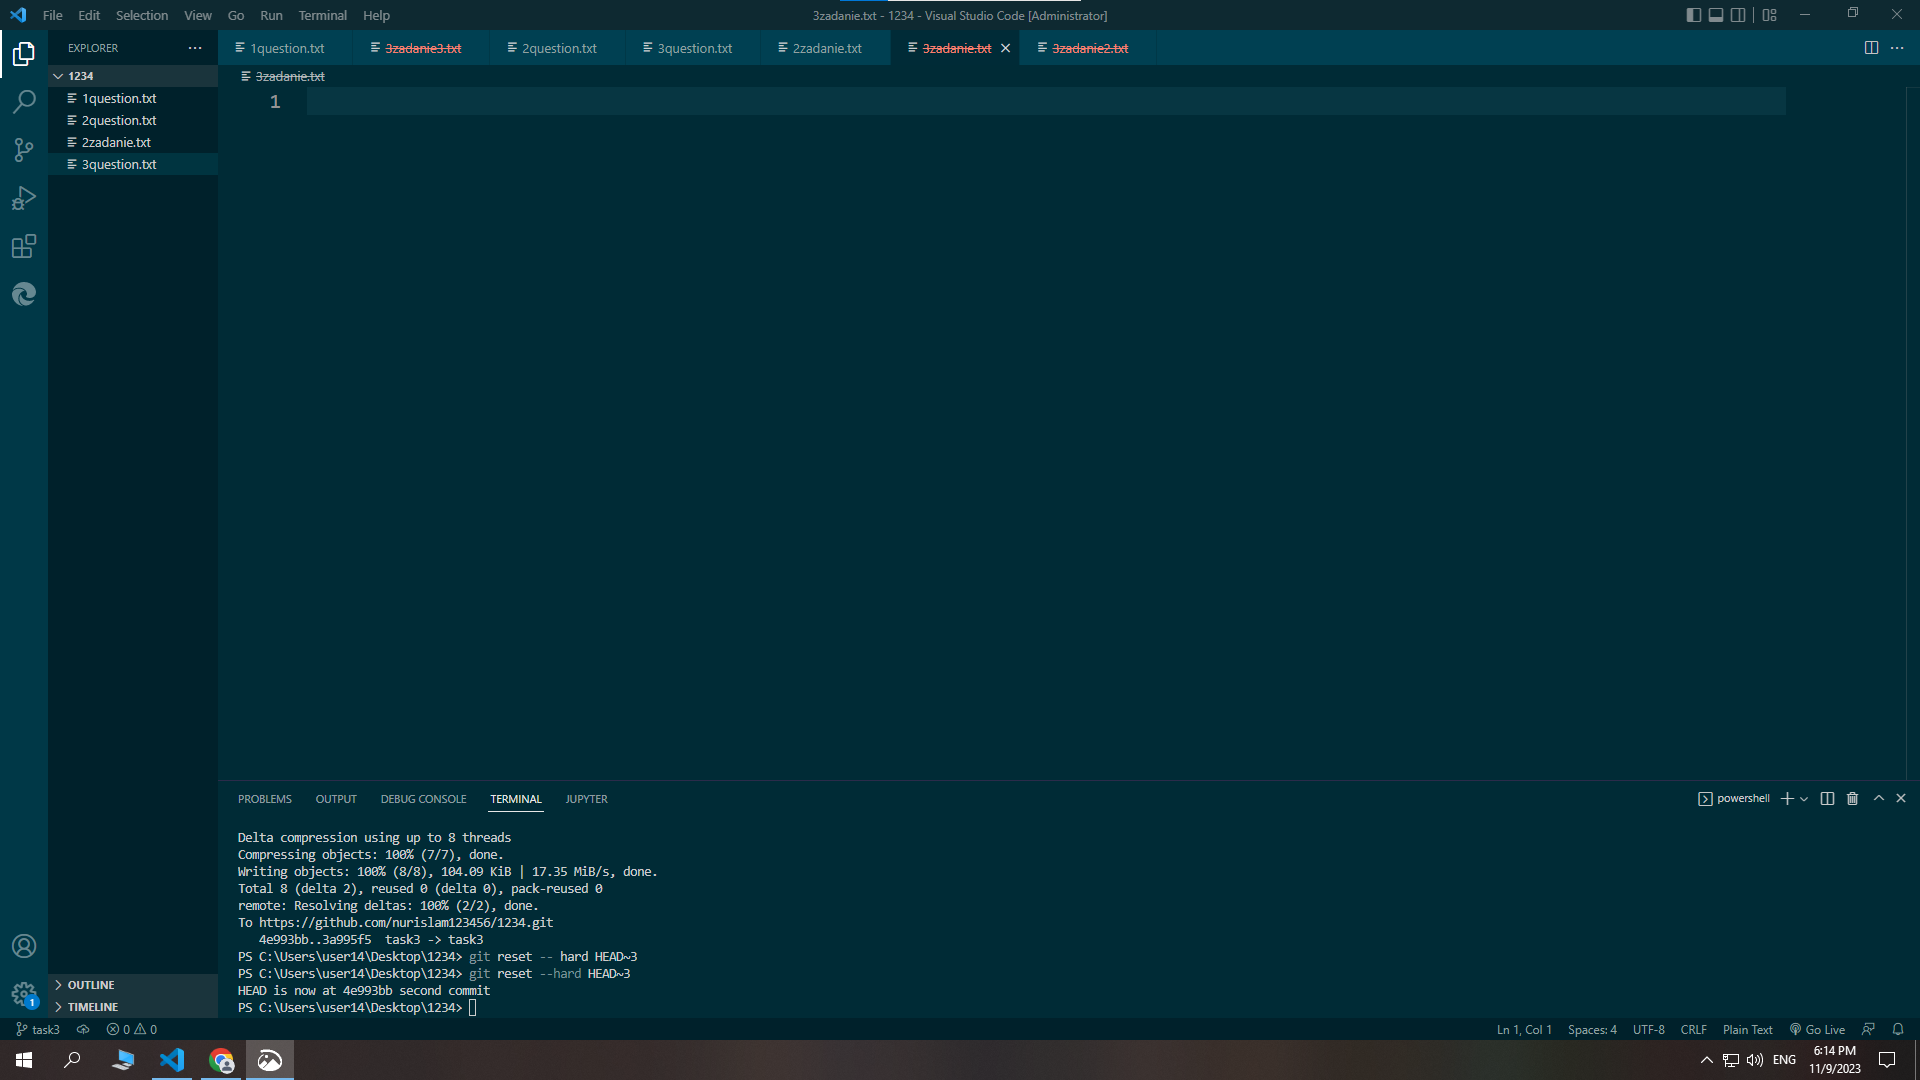 File Edit Selection View Go Run Terminal Help
3zadanie.txt - 1234 - Visual Studio Code [Administrator]
EXPLORER
1234
1question.txt
2question.txt
2zadanie.txt
3question.txt
1question.txt 3zadanie3.txt 2question.txt 3question.txt 2zadanie.txt 3zadanie.txt 3zadanie2.txt
3zadanie.txt
1
PROBLEMS OUTPUT DEBUG CONSOLE TERMINAL JUPYTER
powershell
Delta compression using up to 8 threads
Compressing objects: 100% (7/7), done.
Writing objects: 100% (8/8), 104.09 KiB | 17.35 MiB/s, done.
Total 8 (delta 2), reused 0 (delta 0), pack-reused 0
remote: Resolving deltas: 100% (2/2), done.
To https://github.com/nurislam123456/1234.git
4e993bb..3a995f5 task3 -> task3
PS C:\Users\user14\Desktop\1234> git reset -- hard HEAD~3
PS C:\Users\user14\Desktop\1234> git reset --hard HEAD~3
HEAD is now at 4e993bb second commit
PS C:\Users\user14\Desktop\1234>
OUTLINE
TIMELINE
1
task3 0 0
Ln 1, Col 1 Spaces: 4 UTF-8 CRLF Plain Text Go Live
ENG
6:14 PM
11/9/2023